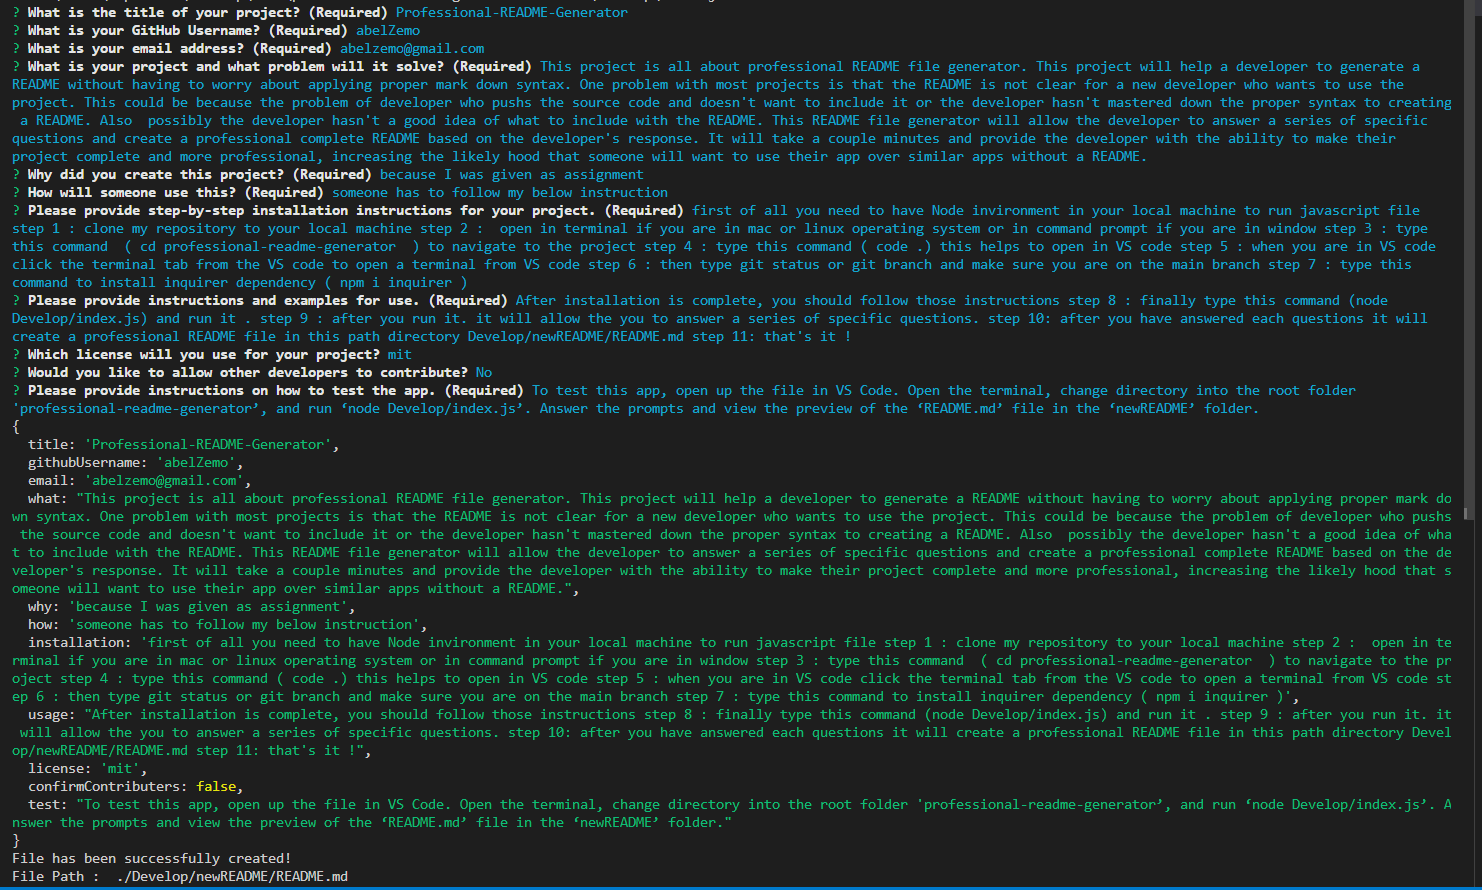 ? What is the title of your project? (Required) Professional-README-Generator
? What is your GitHub Username? (Required) abelZemo
? What is your email address? (Required) abelzemo@gmail.com
? What is your project and what problem will it solve? (Required) This project is all about professional README file generator. This project will help a developer to generate a
README without having to worry about applying proper mark down syntax. One problem with most projects is that the README is not clear for a new developer who wants to use the
project. This could be because the problem of developer who pushs the source code and doesn't want to include it or the developer hasn't mastered down the proper syntax to creating
 a README. Also  possibly the developer hasn't a good idea of what to include with the README. This README file generator will allow the developer to answer a series of specific
questions and create a professional complete README based on the developer's response. It will take a couple minutes and provide the developer with the ability to make their
project complete and more professional, increasing the likely hood that someone will want to use their app over similar apps without a README.
? Why did you create this project? (Required) because I was given as assignment
? How will someone use this? (Required) someone has to follow my below instruction
? Please provide step-by-step installation instructions for your project. (Required) first of all you need to have Node invironment in your local machine to run javascript file
step 1 : clone my repository to your local machine step 2 :  open in terminal if you are in mac or linux operating system or in command prompt if you are in window step 3 : type
this command  ( cd professional-readme-generator  ) to navigate to the project step 4 : type this command ( code .) this helps to open in VS code step 5 : when you are in VS code
click the terminal tab from the VS code to open a terminal from VS code step 6 : then type git status or git branch and make sure you are on the main branch step 7 : type this
command to install inquirer dependency ( npm i inquirer )
? Please provide instructions and examples for use. (Required) After installation is complete, you should follow those instructions step 8 : finally type this command (node
Develop/index.js) and run it . step 9 : after you run it. it will allow the you to answer a series of specific questions. step 10: after you have answered each questions it will
create a professional README file in this path directory Develop/newREADME/README.md step 11: that's it !
? Which license will you use for your project? mit
? Would you like to allow other developers to contribute? No
? Please provide instructions on how to test the app. (Required) To test this app, open up the file in VS Code. Open the terminal, change directory into the root folder
'professional-readme-generator’, and run ‘node Develop/index.js’. Answer the prompts and view the preview of the ‘README.md’ file in the ‘newREADME’ folder.
{
  title: 'Professional-README-Generator',
  githubUsername: 'abelZemo',
  email: 'abelzemo@gmail.com',
  what: "This project is all about professional README file generator. This project will help a developer to generate a README without having to worry about applying proper mark do
wn syntax. One problem with most projects is that the README is not clear for a new developer who wants to use the project. This could be because the problem of developer who pushs
 the source code and doesn't want to include it or the developer hasn't mastered down the proper syntax to creating a README. Also  possibly the developer hasn't a good idea of wha
t to include with the README. This README file generator will allow the developer to answer a series of specific questions and create a professional complete README based on the de
veloper's response. It will take a couple minutes and provide the developer with the ability to make their project complete and more professional, increasing the likely hood that s
omeone will want to use their app over similar apps without a README.",
  why: 'because I was given as assignment',
  how: 'someone has to follow my below instruction',
  installation: 'first of all you need to have Node invironment in your local machine to run javascript file step 1 : clone my repository to your local machine step 2 :  open in te
rminal if you are in mac or linux operating system or in command prompt if you are in window step 3 : type this command  ( cd professional-readme-generator  ) to navigate to the pr
oject step 4 : type this command ( code .) this helps to open in VS code step 5 : when you are in VS code click the terminal tab from the VS code to open a terminal from VS code st
ep 6 : then type git status or git branch and make sure you are on the main branch step 7 : type this command to install inquirer dependency ( npm i inquirer )',
  usage: "After installation is complete, you should follow those instructions step 8 : finally type this command (node Develop/index.js) and run it . step 9 : after you run it. it
 will allow the you to answer a series of specific questions. step 10: after you have answered each questions it will create a professional README file in this path directory Devel
op/newREADME/README.md step 11: that's it !",
  license: 'mit',
  confirmContributers: false,
  test: "To test this app, open up the file in VS Code. Open the terminal, change directory into the root folder 'professional-readme-generator’, and run ‘node Develop/index.js’. A
nswer the prompts and view the preview of the ‘README.md’ file in the ‘newREADME’ folder."
}
File has been successfully created!
File Path :  ./Develop/newREADME/README.md